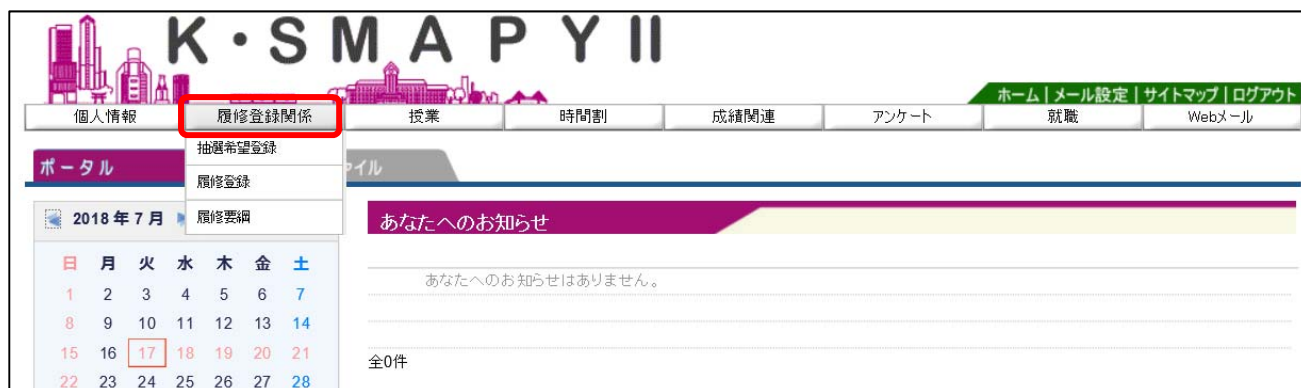 K・SMAPY II
ホーム | メール設定 | サイトマップ | ログアウト
個人情報 履修登録関係 授業 時間割 成績関連 アンケート 就職 Webメール
抽選希望登録
ポータル ァイル
履修登録
2018年7月 履修要綱
あなたへのお知らせ
日 月 火 水 木 金 土
あなたへのお知らせはありません。
1 2 3 4 5 6 7
8 9 10 11 12 13 14
15 16 17 18 19 20 21
全0件
22 23 24 25 26 27 28